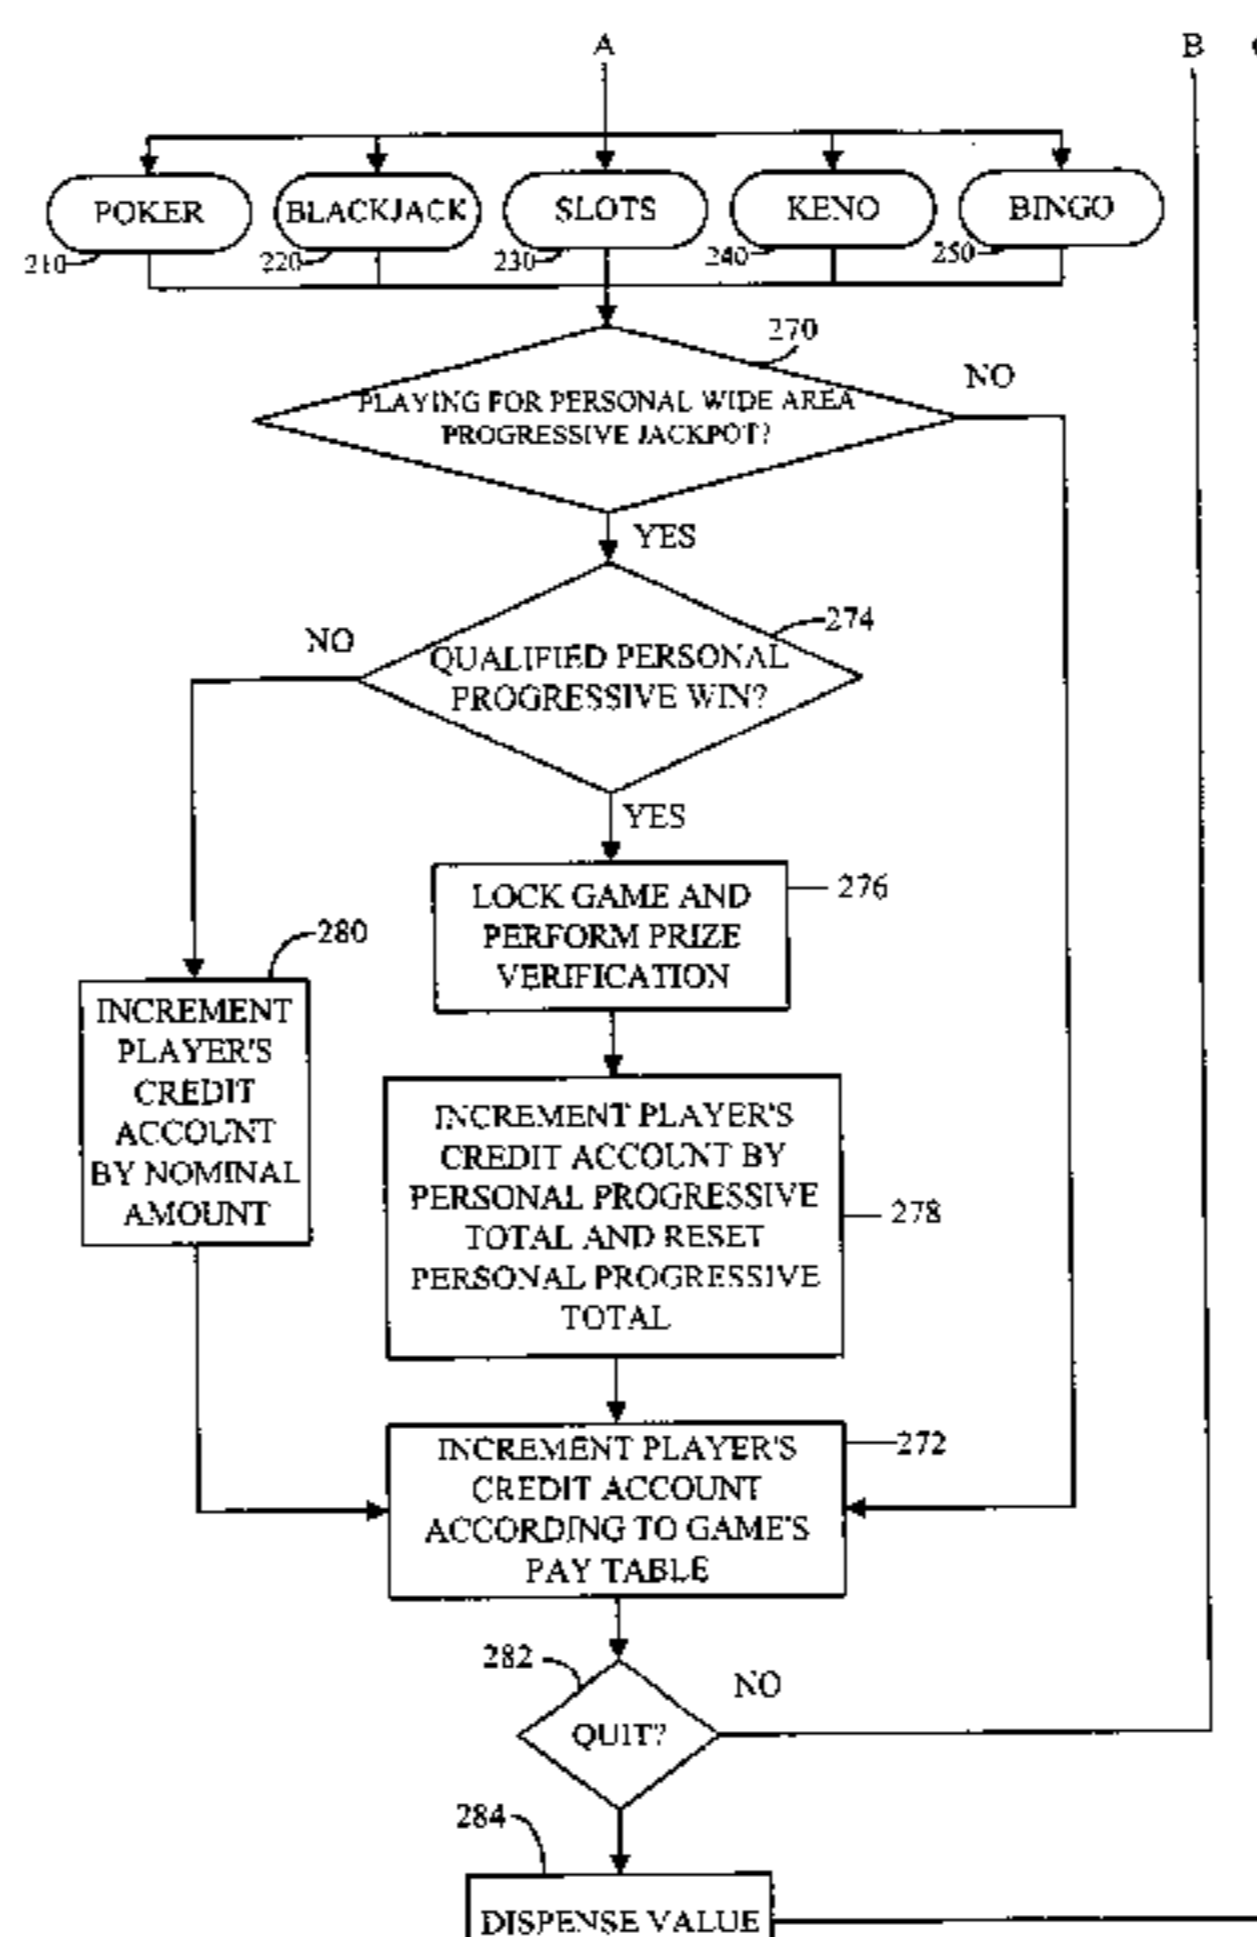 A
B
POKER
BLACKJACK
SLOTS
KENO
BINGO
210
220
230
240
250
270
NO
PLAYING FOR PERSONAL WIDE AREA
PROGRESSIVE JACKPOT?
YES
274
NO
QUALIFIED PERSONAL
PROGRESSIVE WIN?
YES
276
LOCK GAME AND
PERFORM PRIZE
VERIFICATION
280
INCREMENT
PLAYER'S
CREDIT
ACCOUNT
BY NOMINAL
AMOUNT
INCREMENT PLAYER'S
CREDIT ACCOUNT BY
PERSONAL PROGRESSIVE
TOTAL AND RESET
PERSONAL PROGRESSIVE
TOTAL
278
INCREMENT PLAYER'S
CREDIT ACCOUNT
ACCORDING TO GAME'S
PAY TABLE
272
282
NO
QUIT?
284
DISPENSE VALUE